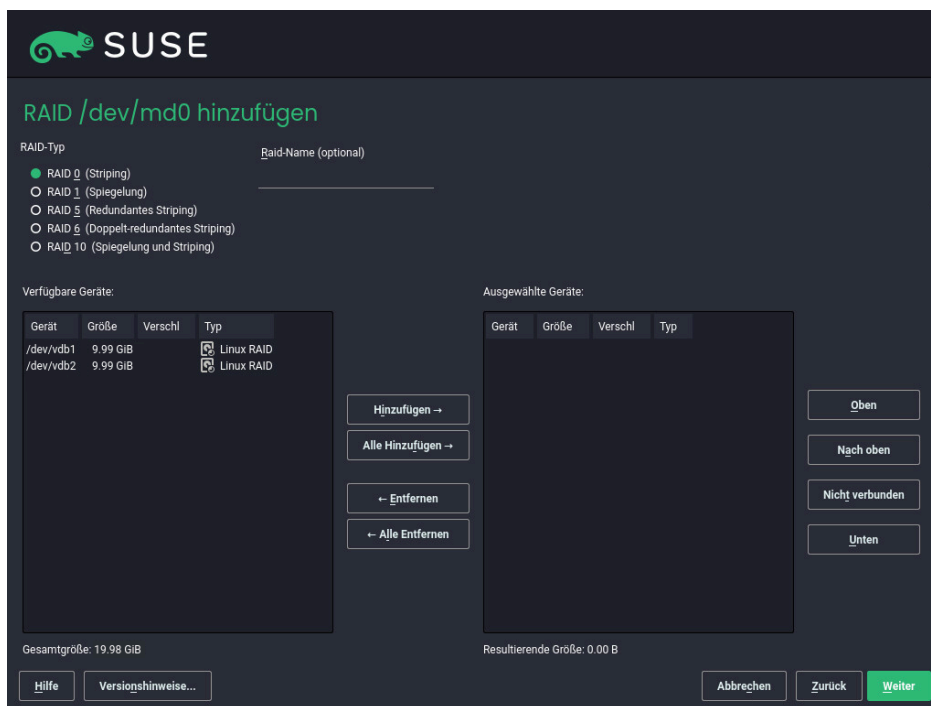 SUSE
RAID /dev/md0 hinzufügen
RAID-Typ
Raid-Name (optional)
RAID 0 (Striping)
RAID 1 (Spiegelung)
RAID 5 (Redundantes Striping)
RAID 6 (Doppelt-redundantes Striping)
RAID 10 (Spiegelung und Striping)
Verfügbare Geräte:
Gerät Größe Verschl Typ
/dev/vdb1 9.99 GiB Linux RAID
/dev/vdb2 9.99 GiB Linux RAID
Gesamtgröße: 19.98 GiB
Hinzufügen →
Alle Hinzufügen →
← Entfernen
← Alle Entfernen
Ausgewählte Geräte:
Gerät Größe Verschl Typ
Resultierende Größe: 0.00 B
Oben
Nach oben
Nicht verbunden
Unten
Hilfe Versionshinweise... Abbrechen Zurück Weiter